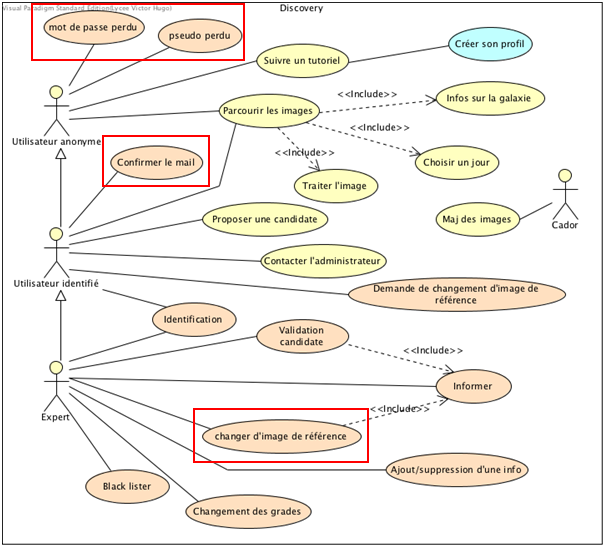 Visual Paradigm Standard Edition(Lycee Victor Hugo)
Discovery
mot de passe perdu
pseudo perdu
Créer son profil
Suivre un tutoriel
<<Include>>
Infos sur la galaxie
Parcourir les images
Utilisateur anonyme
<<Include>>
Confirmer le mail
Choisir un jour
Traiter l'image
Proposer une candidate
Maj des images
Cador
Contacter l'administrateur
Utilisateur identifié
Demande de changement d'image de
référence
Identification
Validation
candidate
<<Include>>
Informer
Expert
<<Include>>
changer d'image de référence
Ajout/suppression d'une info
Black lister
Changement des grades